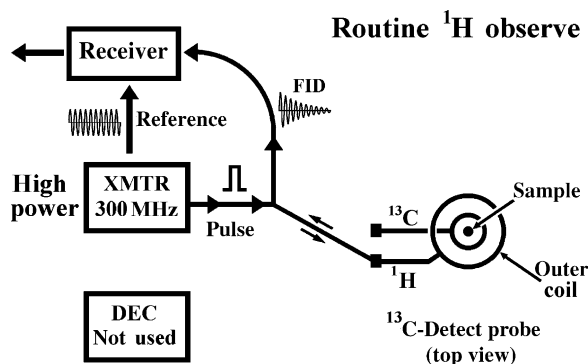 Routine ¹H observe
Receiver
FID
Reference
High
power
XMTR
300 MHz
Pulse
¹³C
Sample
¹H
Outer
coil
DEC
Not used
¹³C-Detect probe
(top view)